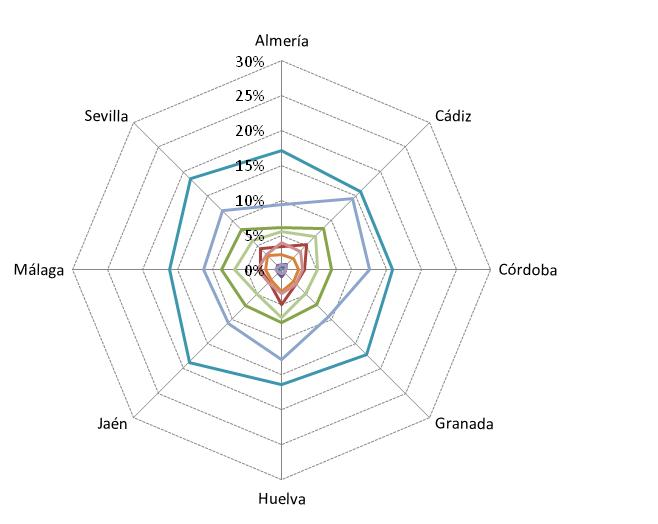 Almería
30%
25%
20%
15%
10%
5%
0%
Sevilla
Cádiz
Málaga
Córdoba
Jaén
Granada
Huelva